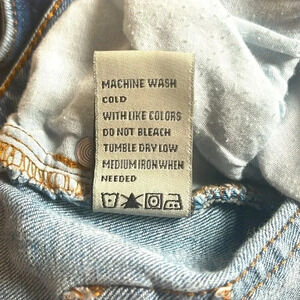 MACHINE WASH
COLD
WITH LIKE COLORS
DO NOT BLEACH
TUMBLE DRY LOW
MEDIUM IRON WHEN
NEEDED